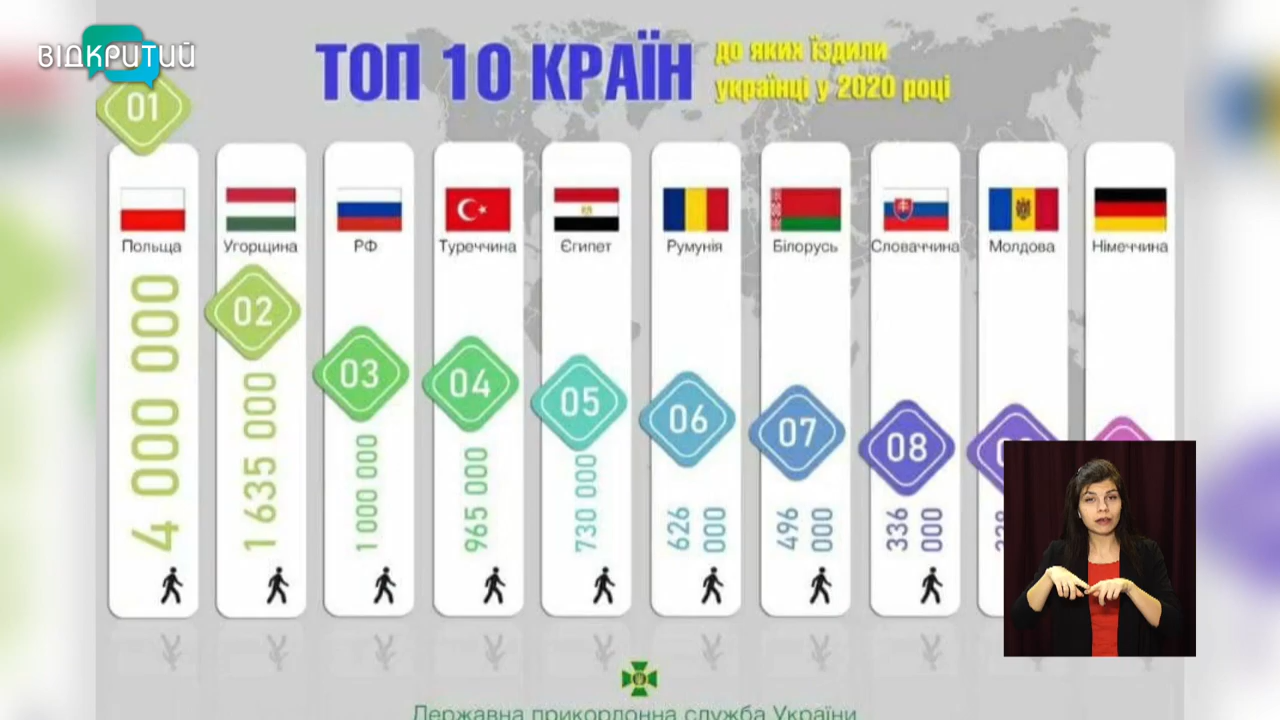 ВІДКРИТИЙ
ТОП 10 КРАЇН
до яких їздили
українці у 2020 році
01
Польща
4 000 000
Угорщина
02
1 635 000
РФ
03
1 000 000
Туреччина
04
965 000
Єгипет
05
730 000
Румунія
06
626
000
Білорусь
07
496
000
Словаччина
08
336
000
Молдова
Німеччина
Державна прикордонна служба України